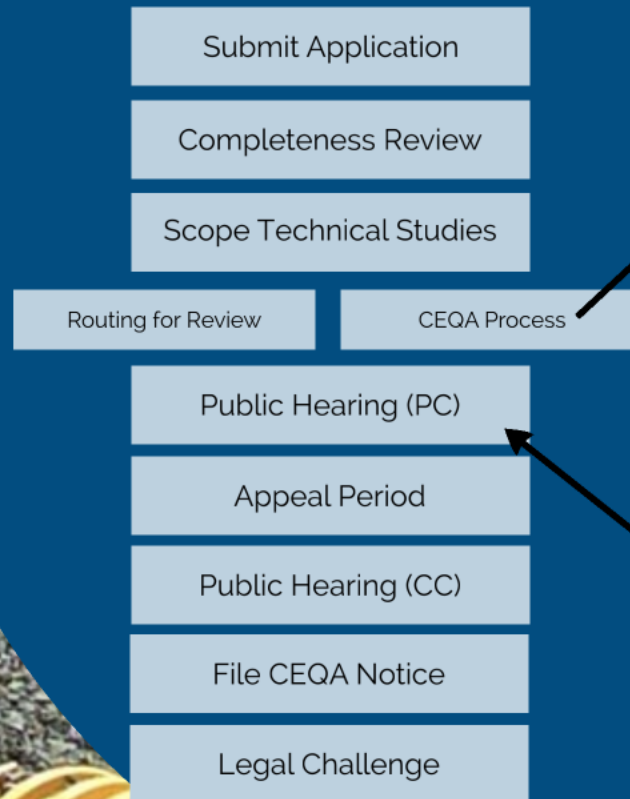 Submit Application
Completeness Review
Scope Technical Studies
Routing for Review
CEQA Process
Public Hearing (PC)
Appeal Period
Public Hearing (CC)
File CEQA Notice
Legal Challenge